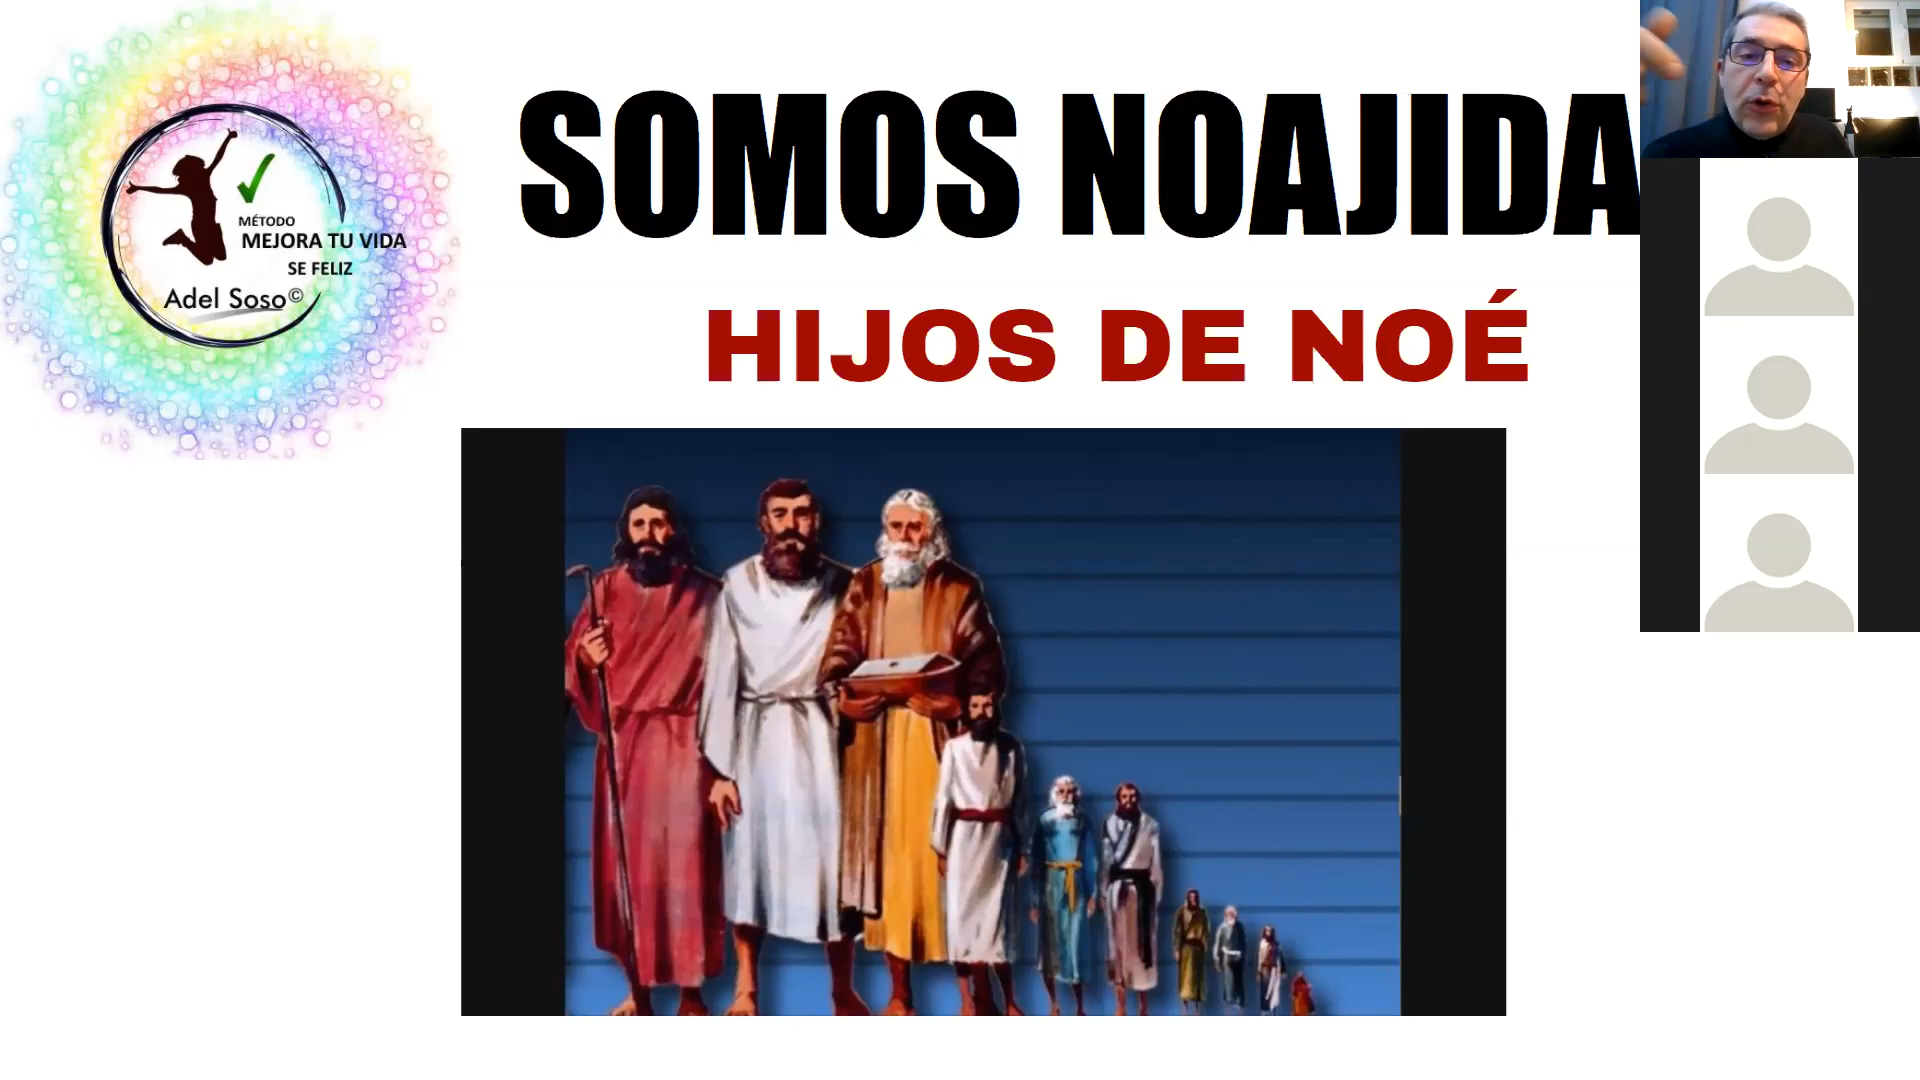 SOMOS NOAJIDA
HIJOS DE NOÉ
MÉTODO
MEJORA TU VIDA
SE FELIZ
Adel Soso©